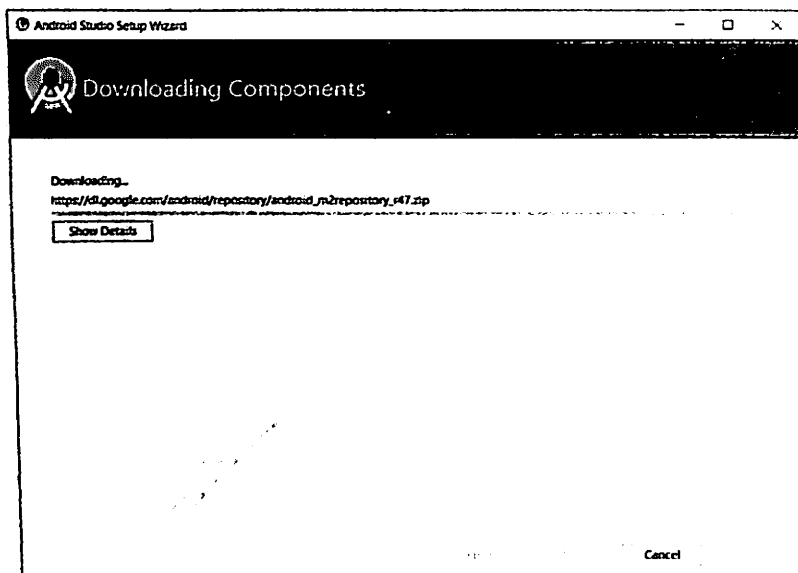 Android Studio Setup Wizard
Downloading Components
Downloading...
https://dl.google.com/android/repository/android_m2repository_r47.zip
Show Details
Cancel